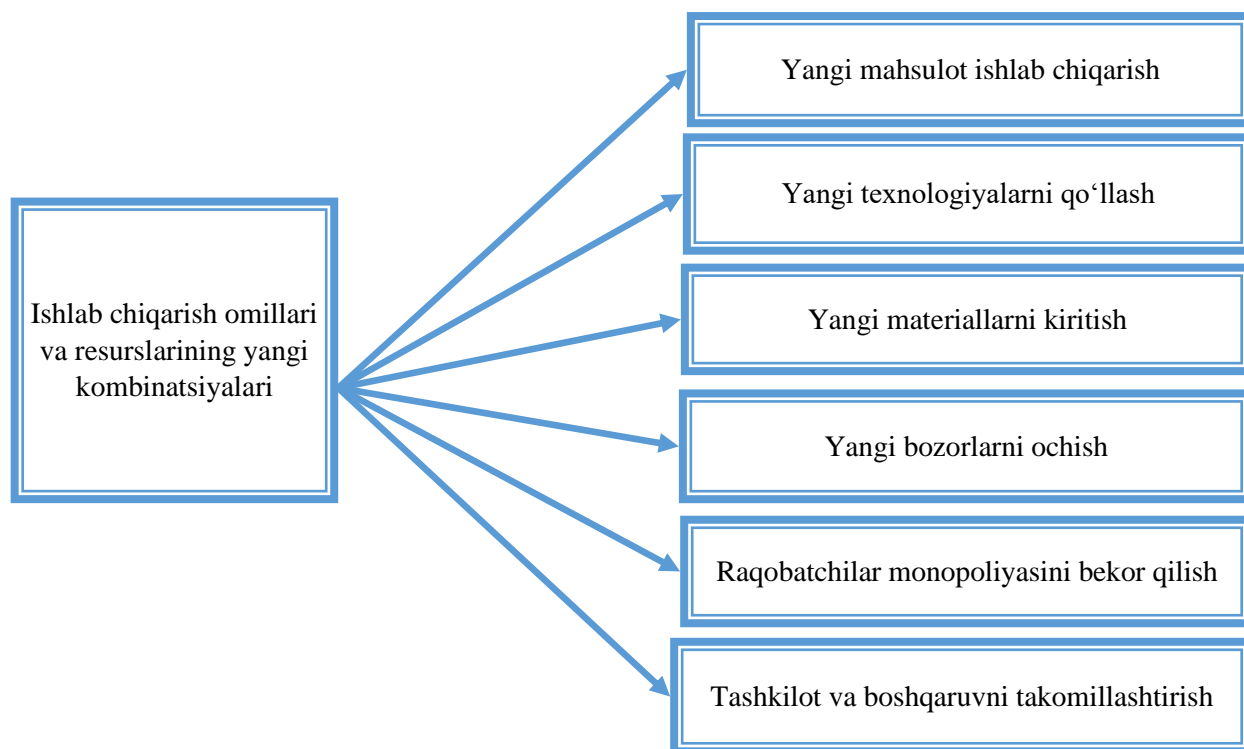 Yangi mahsulot ishlab chiqarish
Yangi texnologiyalarni qo‘llash
Ishlab chiqarish omillari
va resurslarining yangi
kombinatsiyalari
Yangi materiallarni kiritish
Yangi bozorlarni ochish
Raqobatchilar monopoliyasini bekor qilish
Tashkilot va boshqaruvni takomillashtirish